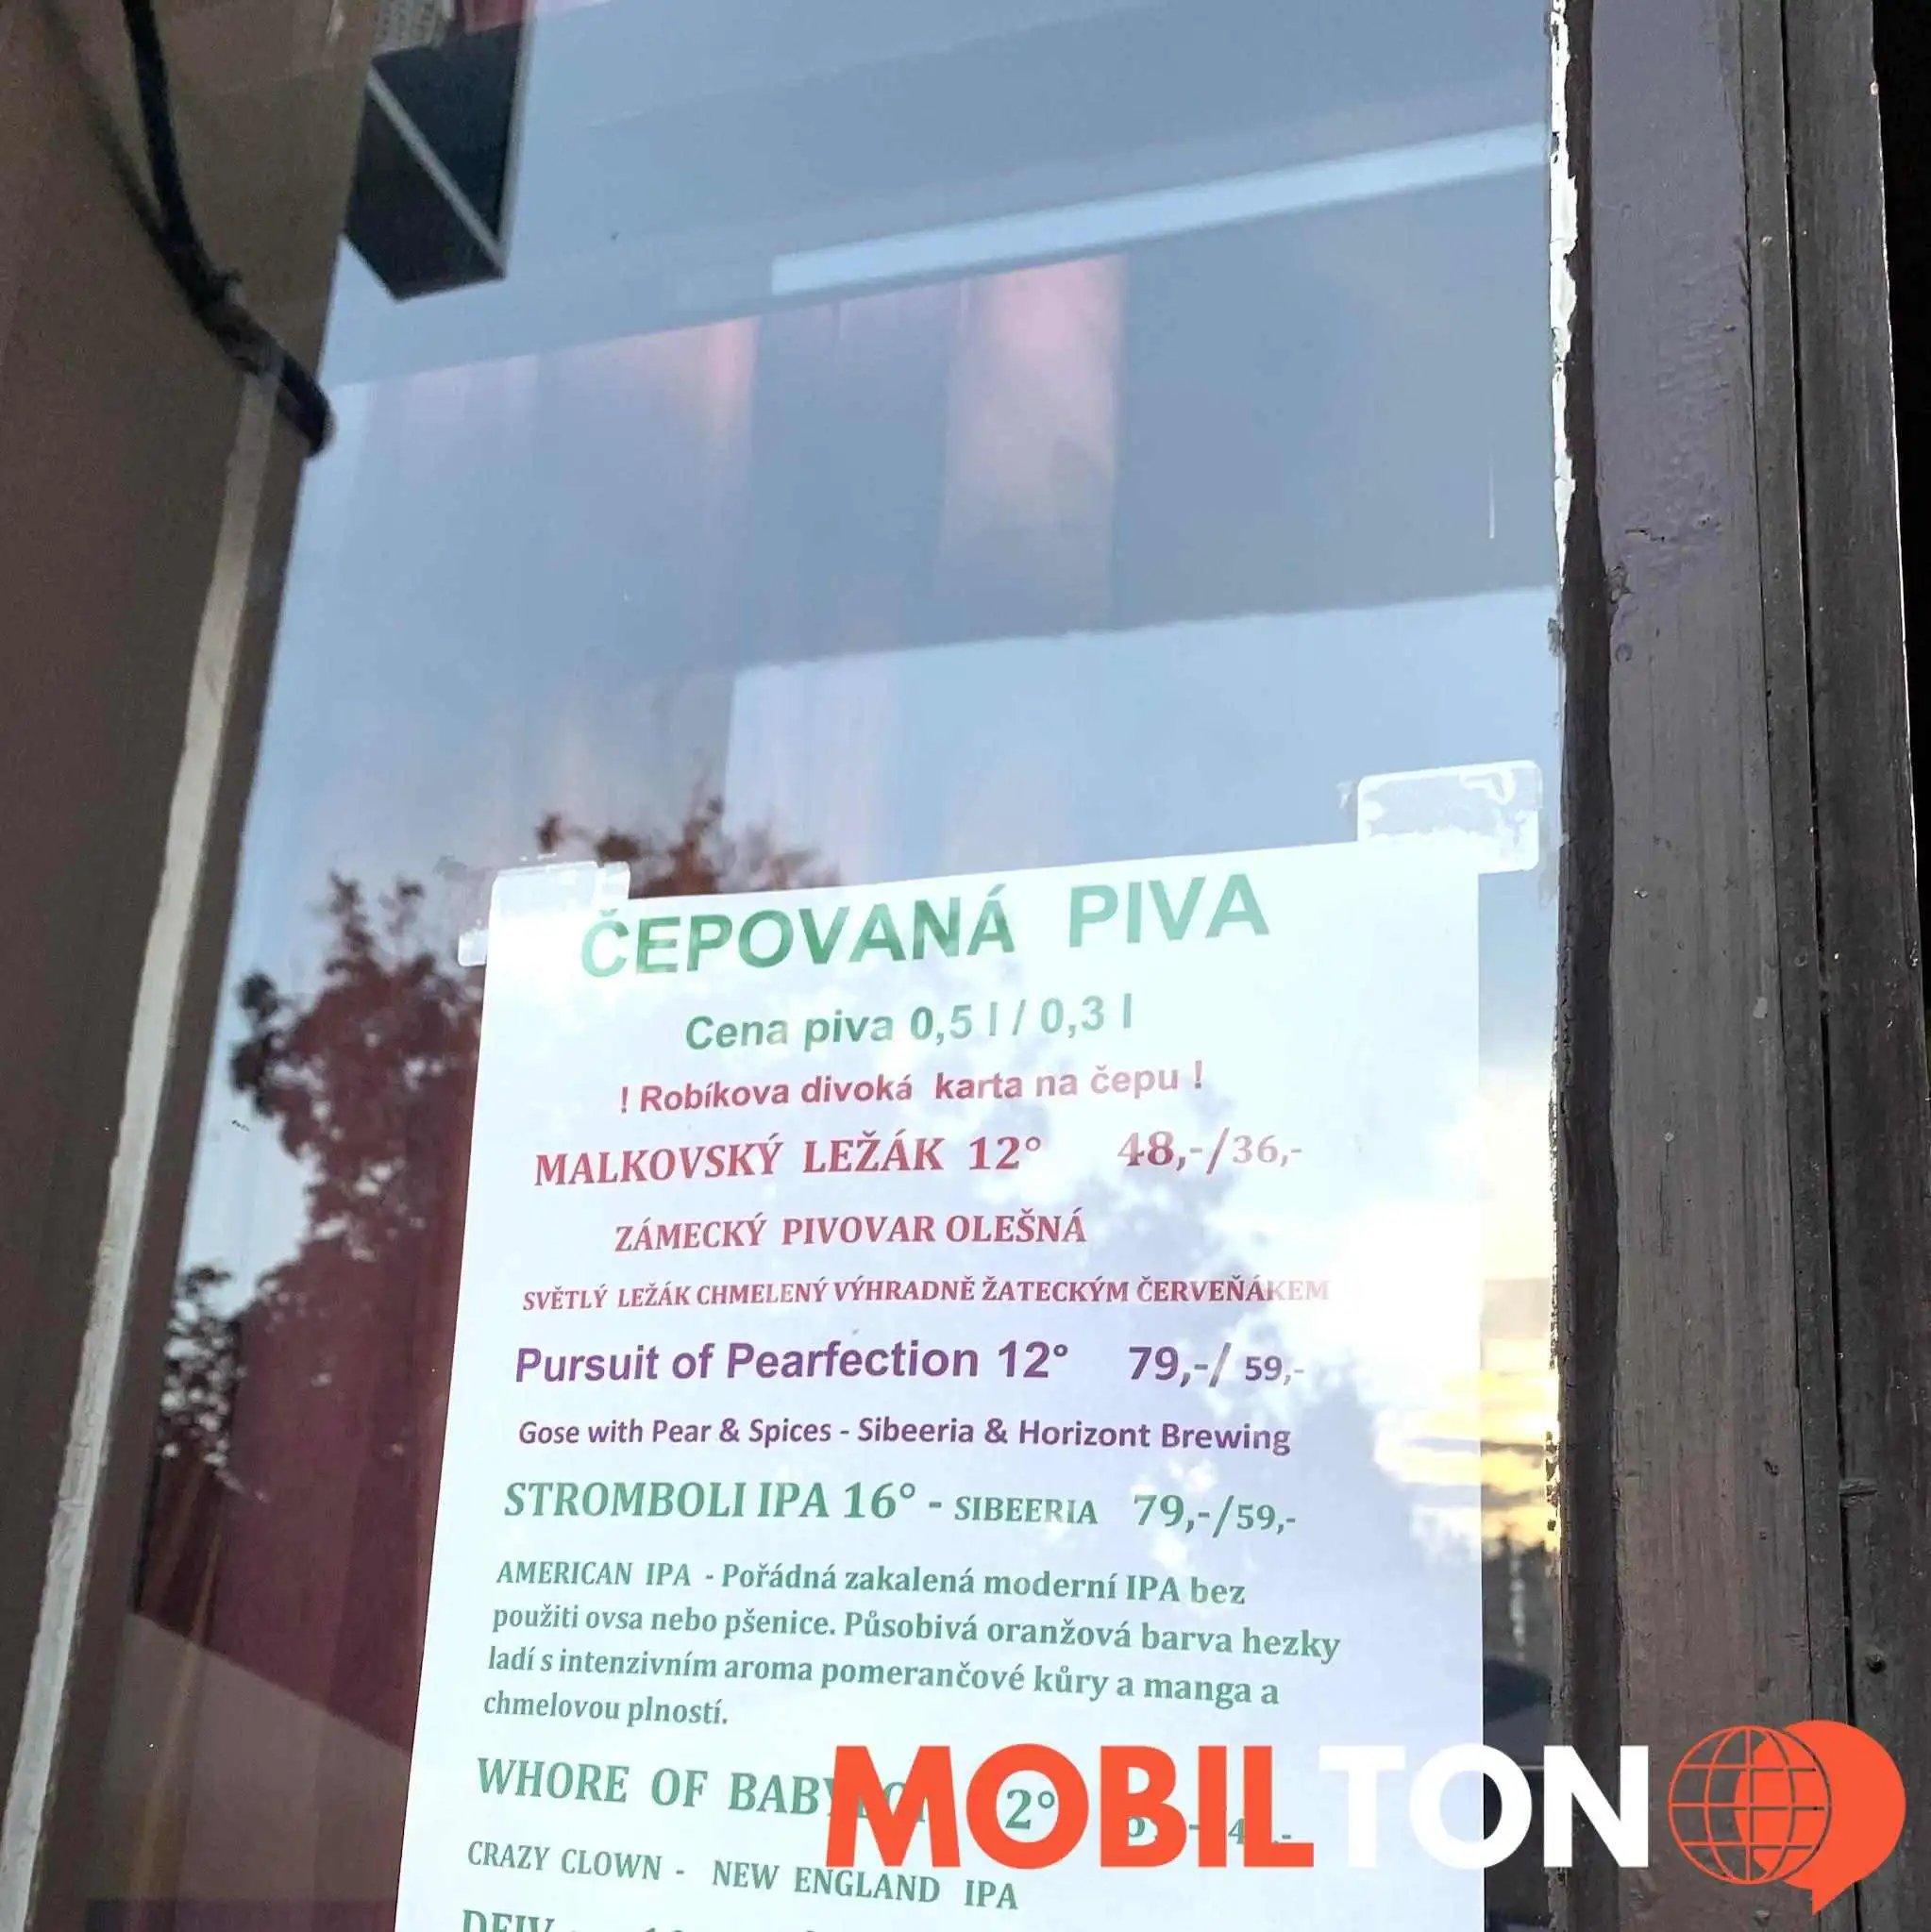 ČEPOVANÁ PIVA
Cena piva 0,5 l / 0,3 l
! Robíkova divoká karta na čepu !
MALKOVSKÝ LEŽÁK 12° 48,-/36,-
ZÁMECKÝ PIVOVAR OLEŠNÁ
SVĚTLÝ LEŽÁK CHMELENÝ VÝHRADNĚ ŽATECKÝM ČERVEŇÁKEM
Pursuit of Pearfection 12° 79,-/ 59,-
Gose with Pear & Spices - Sibeeria & Horizont Brewing
STROMBOLI IPA 16° - SIBEERIA 79,-/59,-
AMERICAN IPA - Pořádná zakalená moderní IPA bez
použiti ovsa nebo pšenice. Působivá oranžová barva hezky
ladí s intenzivním aroma pomerančové kůry a manga a
chmelovou plností.
WHORE OF
CRAZY CLOWN - NEW ENGLAND IPA
MOBILTON